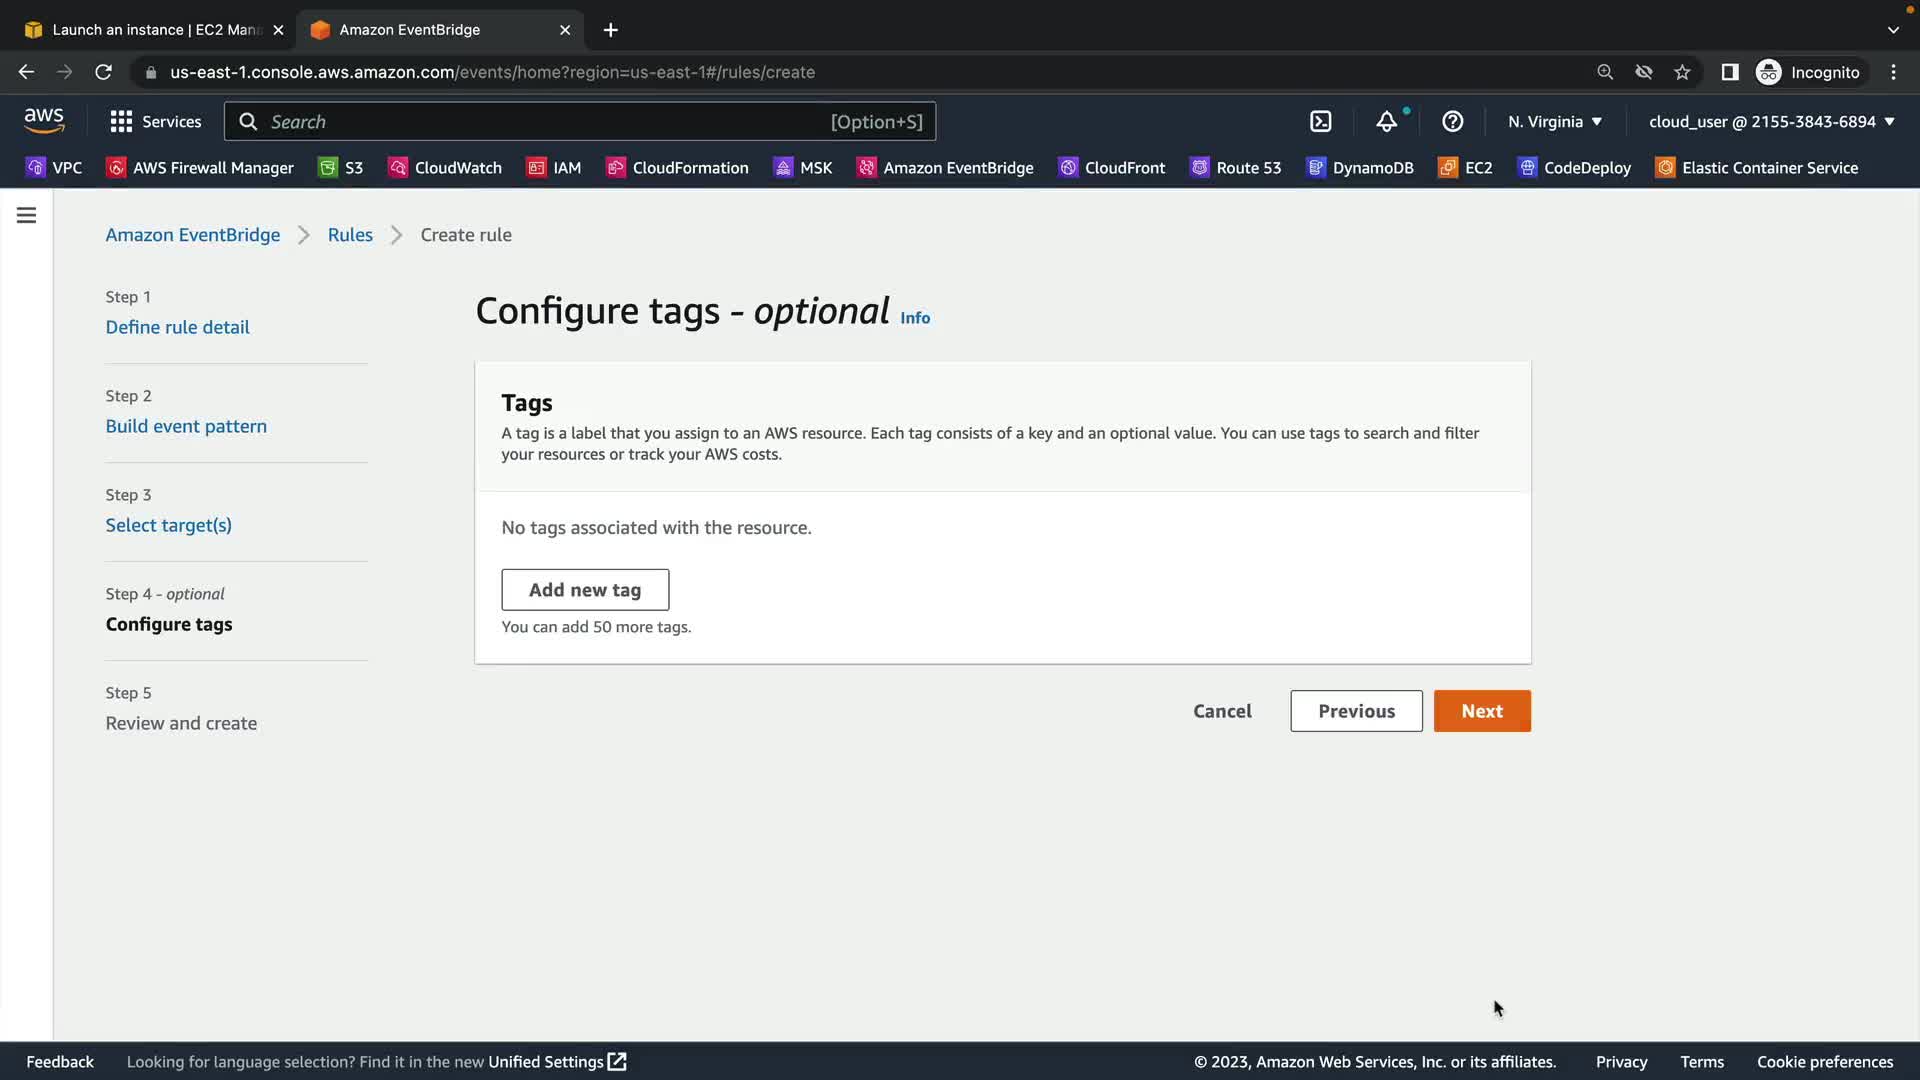 Launch an instance | EC2 Mana
Amazon EventBridge
us-east-1.console.aws.amazon.com/events/home?region=us-east-1#/rules/create
Incognito
aws
Services
Search
[Option+S]
N. Virginia
cloud_user @ 2155-3843-6894
VPC
AWS Firewall Manager
S3
CloudWatch
IAM
CloudFormation
MSK
Amazon EventBridge
CloudFront
Route 53
DynamoDB
EC2
CodeDeploy
Elastic Container Service
Amazon EventBridge
Rules
Create rule
Step 1
Define rule detail
Step 2
Build event pattern
Step 3
Select target(s)
Step 4 - optional
Configure tags
Step 5
Review and create
Configure tags - optional Info
Tags
A tag is a label that you assign to an AWS resource. Each tag consists of a key and an optional value. You can use tags to search and filter
your resources or track your AWS costs.
No tags associated with the resource.
Add new tag
You can add 50 more tags.
Cancel
Previous
Next
Feedback
Looking for language selection? Find it in the new Unified Settings
© 2023, Amazon Web Services, Inc. or its affiliates.
Privacy
Terms
Cookie preferences